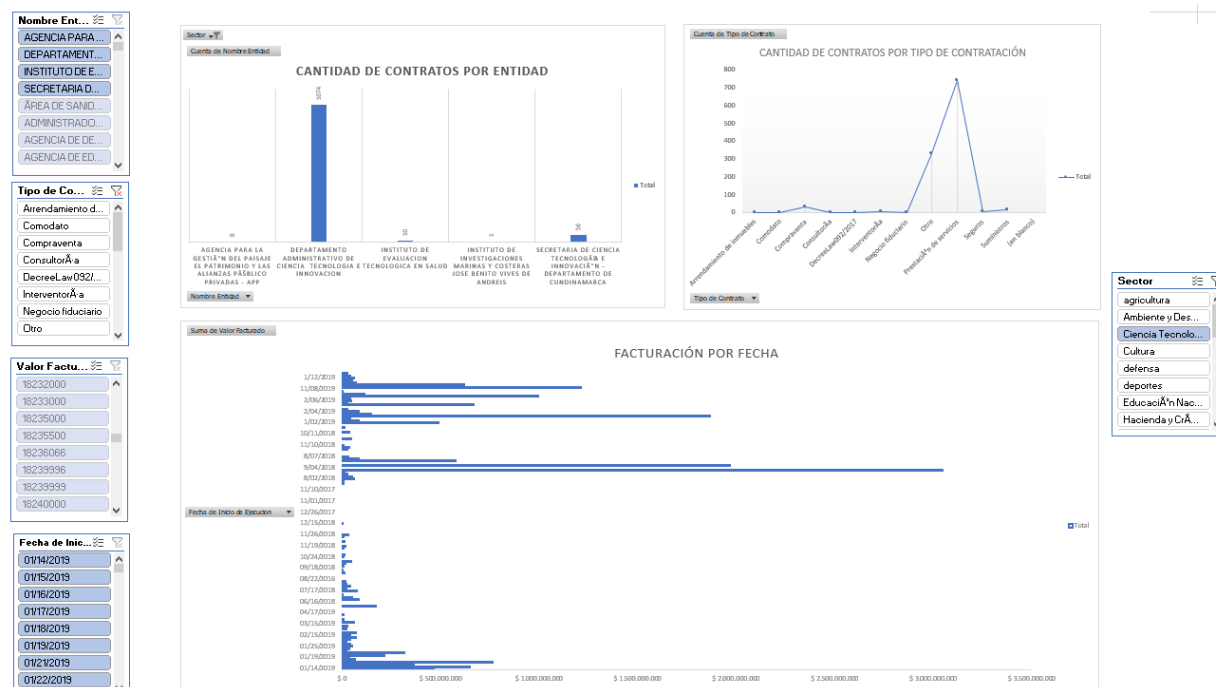 Nombre Ent...
AGENCIA PARA ...
DEPARTAMENT...
INSTITUTO DE E...
SECRETARIA D...
ÁREA DE SANID...
ADMINISTRADO...
AGENCIA DE DE...
AGENCIA DE ED...
Tipo de Co...
Arrendamiento d...
Comodato
Compraventa
ConsultorÃ­a
DecreeLaw092/...
InterventorÃ­a
Negocio fiduciario
Otro
Valor Factu...
18232000
18233000
18235000
18235500
18236066
18239996
18239999
18240000
Fecha de Inic...
01/14/2019
01/15/2019
01/16/2019
01/17/2019
01/18/2019
01/19/2019
01/21/2019
01/22/2019
Sector
Cuenta de Nombre Entidad
CANTIDAD DE CONTRATOS POR ENTIDAD
1074
10
1
56
Total
AGENCIA PARA LA
GESTIÃ³N DEL PAISAJE
EL PATRIMONIO Y LAS
ALIANZAS PÃºBLICO
PRIVADAS - APP
DEPARTAMENTO
ADMINISTRATIVO DE
CIENCIA TECNOLOGIA E
INNOVACION
INSTITUTO DE
EVALUACION
TECNOLOGICA EN SALUD
INSTITUTO DE
INVESTIGACIONES
MARINAS Y COSTERAS
JOSE BENITO VIVES DE
ANDREIS
SECRETARIA DE CIENCIA
TECNOLOGÃ­A E
INNOVACIÃ³N -
DEPARTAMENTO DE
CUNDINAMARCA
Nombre Entidad
Cuenta de Tipo de Contrato
CANTIDAD DE CONTRATOS POR TIPO DE CONTRATACIÓN
800
700
600
500
400
300
200
100
0
Total
Arrendamiento de inmuebles
Comodato
Compraventa
ConsultorÃ­a
DecreeLaw092/2017
InterventorÃ­a
Negocio fiduciario
Otro
PrestaciÃ³n de servicios
Seguros
Suministros
(en blanco)
Tipo de Contrato
Suma de Valor Facturado
FACTURACIÓN POR FECHA
1/12/2019
11/08/2019
2/06/2019
2/04/2019
1/02/2019
10/11/2018
11/10/2018
8/07/2018
9/04/2018
8/02/2018
11/10/2017
11/01/2017
12/26/2017
12/15/2018
11/26/2018
11/19/2018
10/24/2018
09/18/2018
08/22/2016
07/17/2018
06/16/2018
04/17/2019
03/15/2019
02/15/2019
01/25/2019
01/19/2019
01/14/2019
Fecha de Inicio de Ejecucion
Total
$ 0
$ 500.000.000
$ 1.000.000.000
$ 1.500.000.000
$ 2.000.000.000
$ 2.500.000.000
$ 3.000.000.000
$ 3.500.000.000
Sector
agricultura
Ambiente y Des...
Ciencia Tecnolo...
Cultura
defensa
deportes
EducaciÃ³n Nac...
Hacienda y CrÃ...